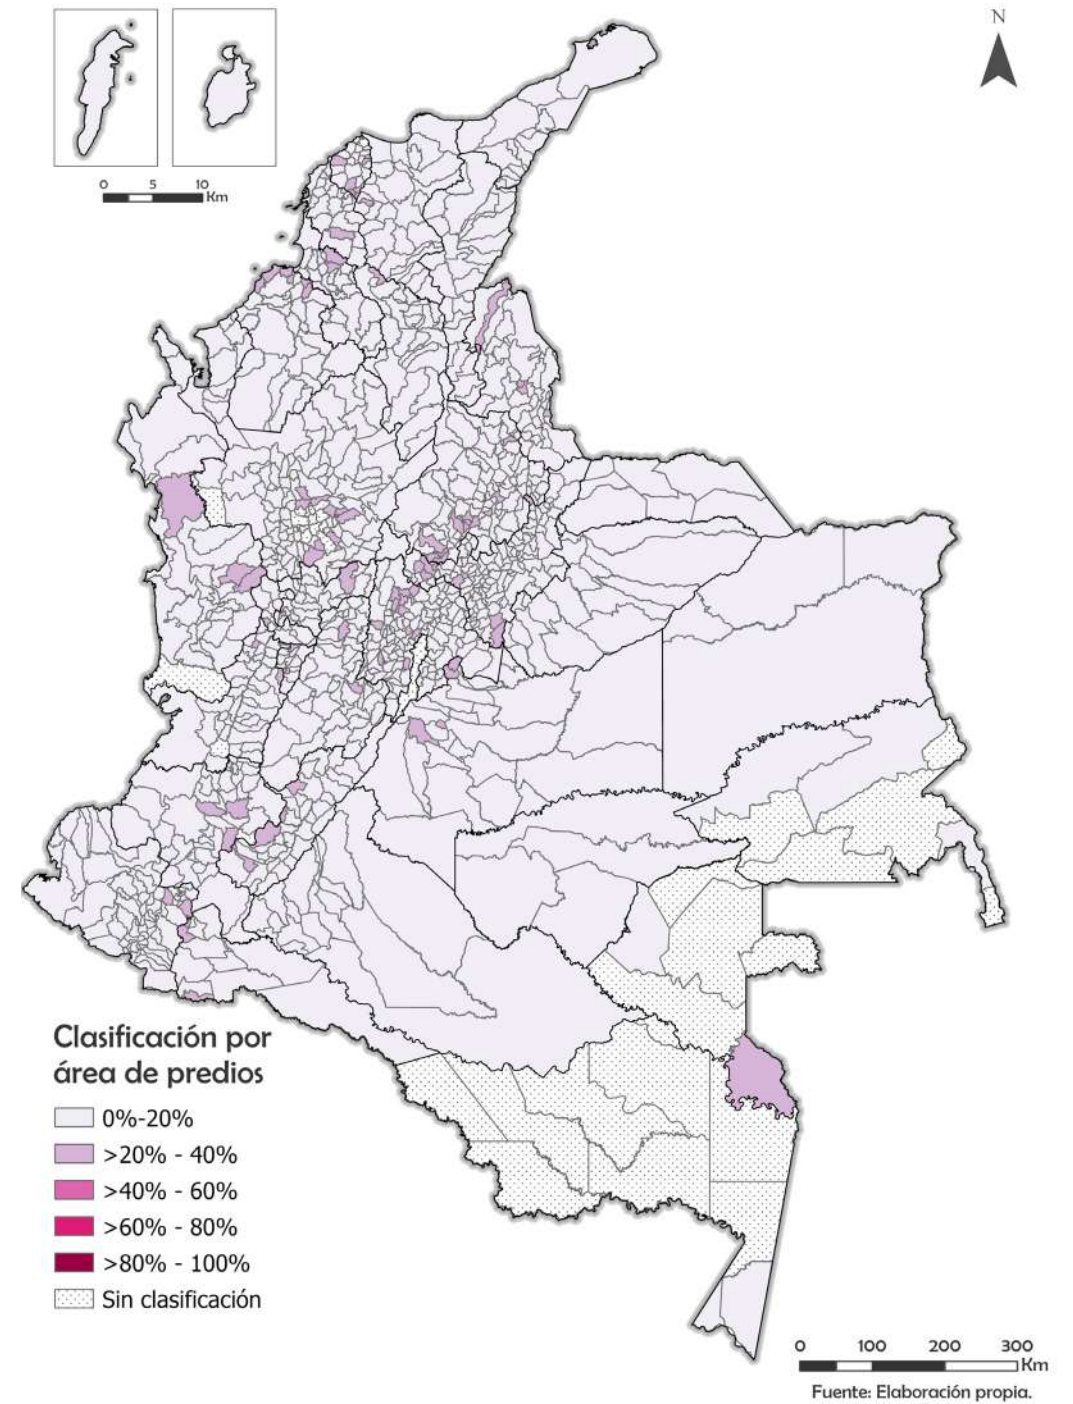 N
0 5 10
Km
Clasificación por
área de predios
0%-20%
>20% - 40%
>40% - 60%
>60% - 80%
>80% - 100%
Sin clasificación
0 100 200 300
Km
Fuente: Elaboración propia.